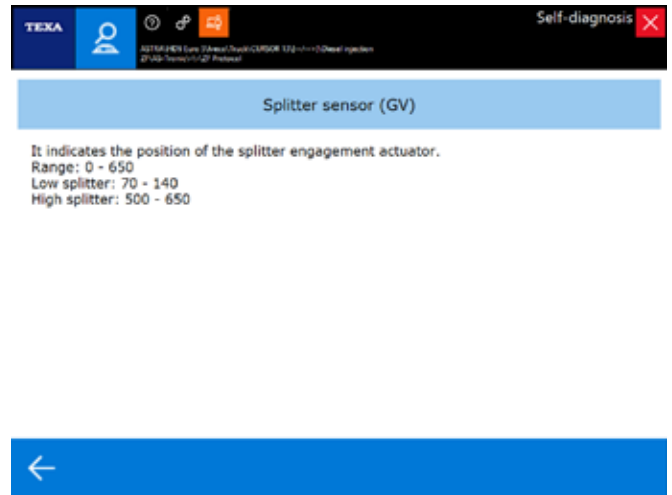 TEXA
Self-diagnosis
Splitter sensor (GV)
It indicates the position of the splitter engagement actuator.
Range: 0 - 650
Low splitter: 70 - 140
High splitter: 500 - 650